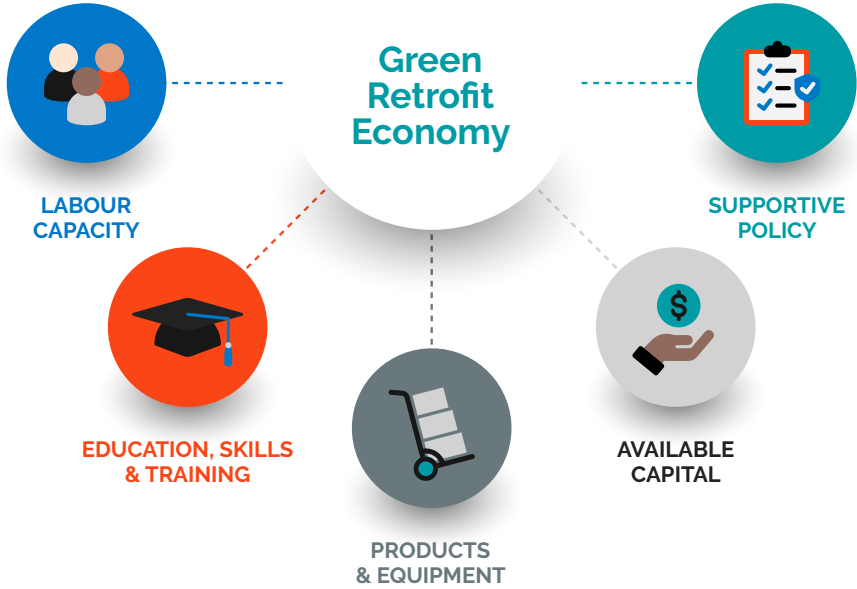 Green
Retrofit
Economy
LABOUR
CAPACITY
SUPPORTIVE
POLICY
EDUCATION, SKILLS
& TRAINING
$
AVAILABLE
CAPITAL
PRODUCTS
& EQUIPMENT